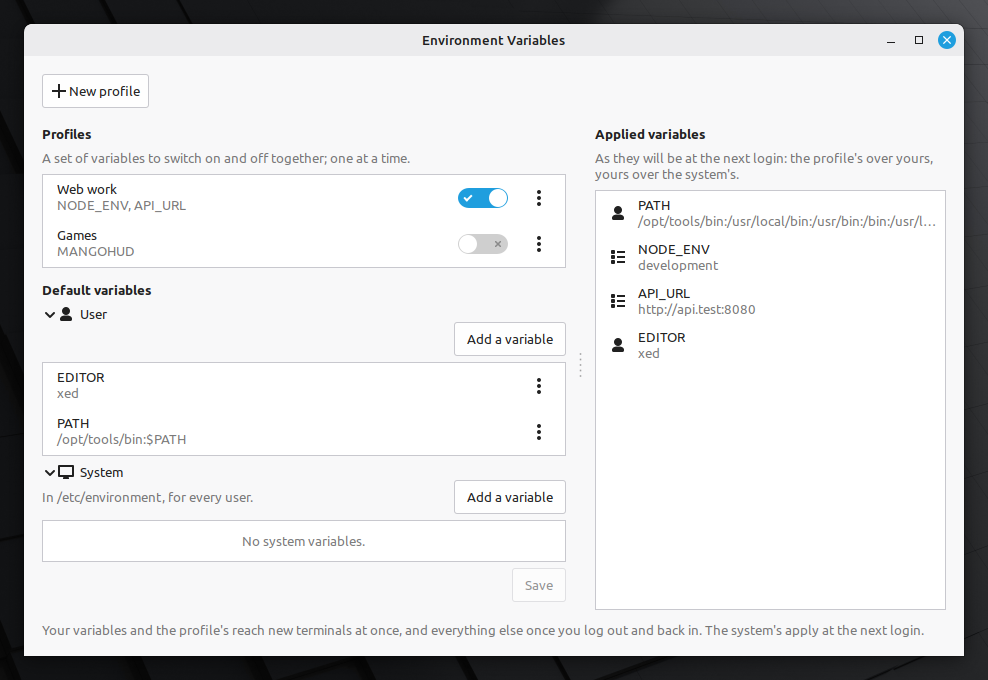 Environment Variables
New profile
Profiles
A set of variables to switch on and off together; one at a time.
Web work
NODE_ENV, API_URL
Games
MANGOHUD
Default variables
User
Add a variable
EDITOR
xed
PATH
/opt/tools/bin:$PATH
System
In /etc/environment, for every user.
Add a variable
No system variables.
Save
Applied variables
As they will be at the next login: the profile's over yours,
yours over the system's.
PATH
/opt/tools/bin:/usr/local/bin:/usr/bin:/bin:/usr/l…
NODE_ENV
development
API_URL
http://api.test:8080
EDITOR
xed
Your variables and the profile's reach new terminals at once, and everything else once you log out and back in. The system's apply at the next login.